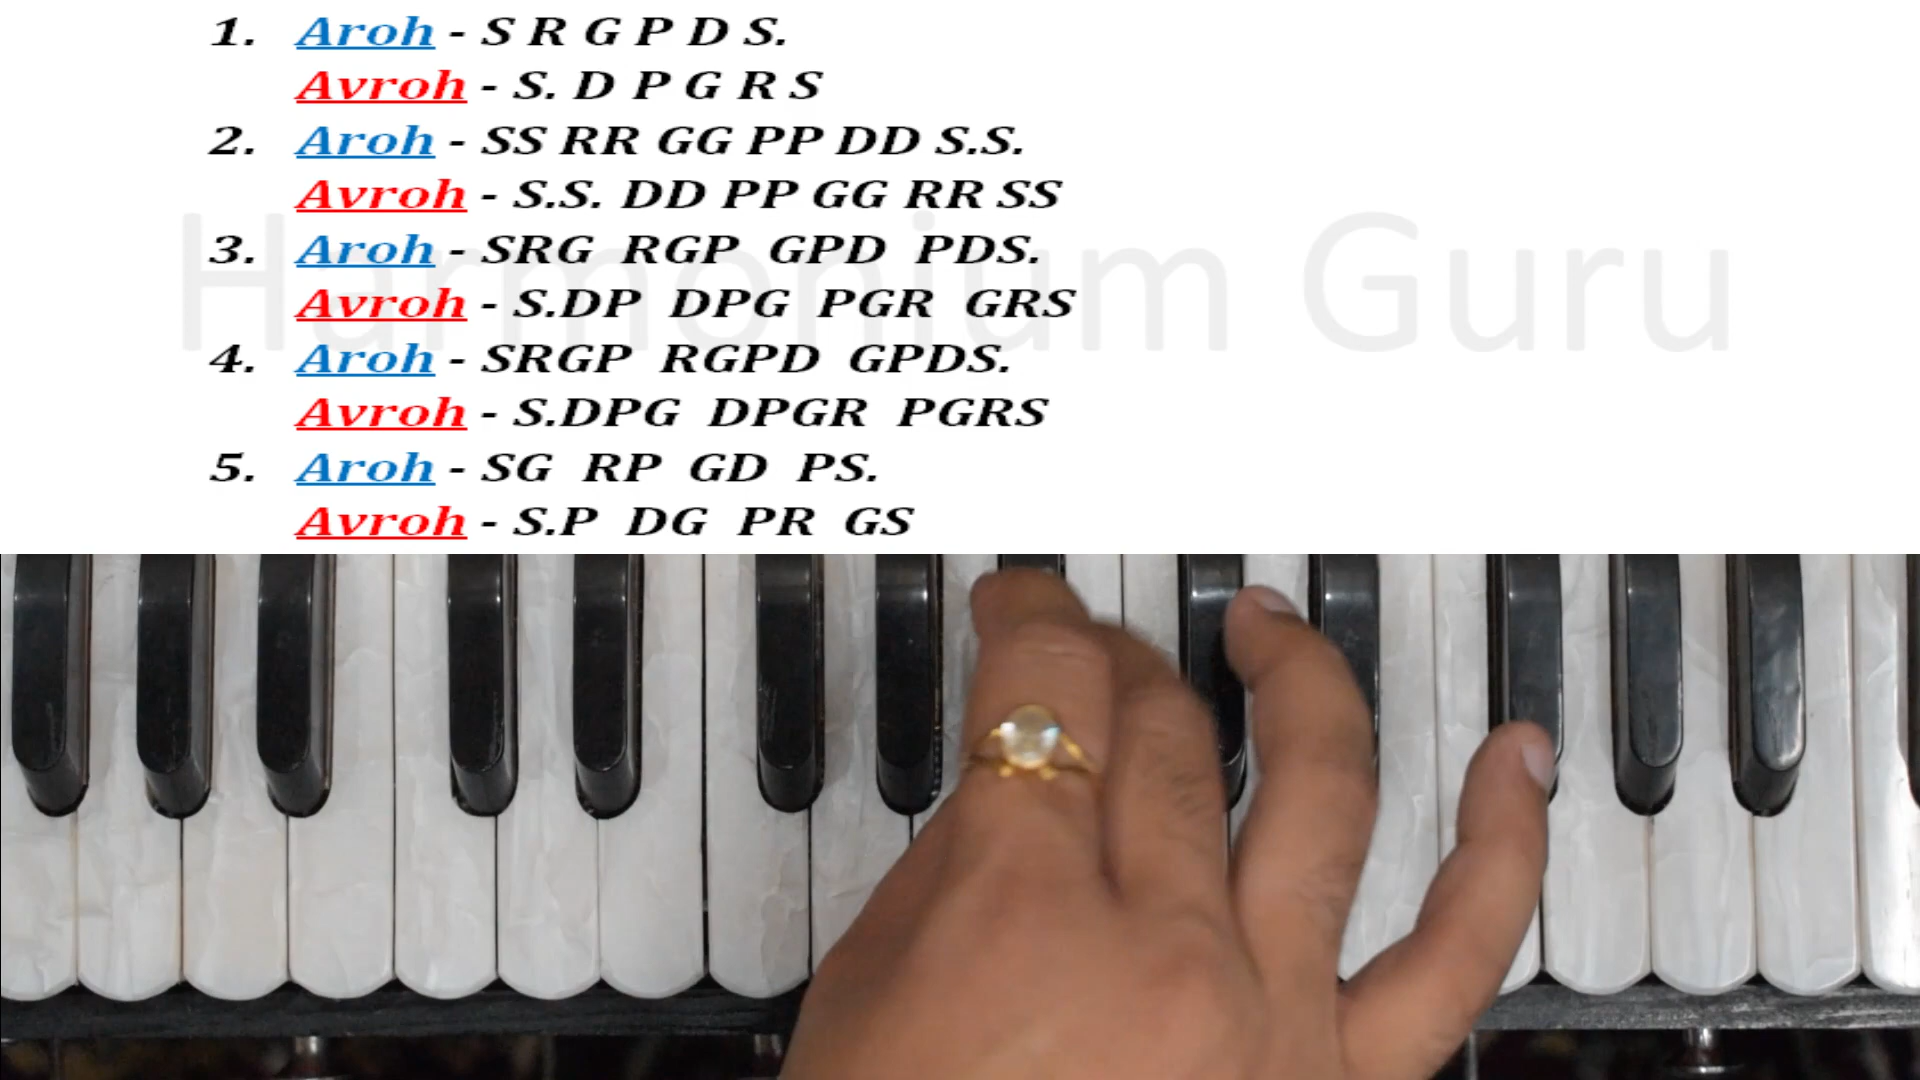 1. Aroh - S R G P D S.
Avroh - S. D P G R S
2. Aroh - SS RR GG PP DD S.S.
Avroh - S.S. DD PP GG RR SS
3. Aroh - SRG RGP GPD PDS.
Avroh - S.DP DPG PGR GRS
4. Aroh - SRGP RGPD GPDS.
Avroh - S.DPG DPGR PGRS
5. Aroh - SG RP GD PS.
Avroh - S.P DG PR GS
Harmonium Guru